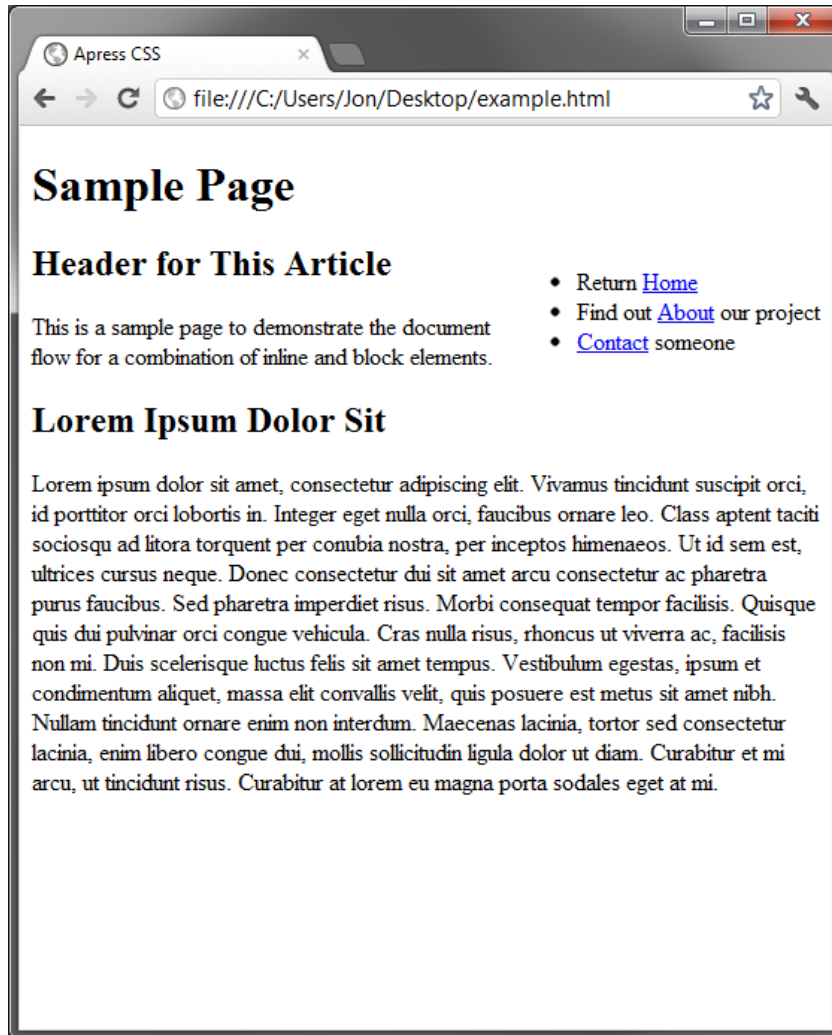 Apress CSS
file:///C:/Users/Jon/Desktop/example.html
Sample Page
Header for This Article
This is a sample page to demonstrate the document
flow for a combination of inline and block elements.
• Return Home
• Find out About our project
• Contact someone
Lorem Ipsum Dolor Sit
Lorem ipsum dolor sit amet, consectetur adipiscing elit. Vivamus tincidunt suscipit orci,
id porttitor orci lobortis in. Integer eget nulla orci, faucibus ornare leo. Class aptent taciti
sociosqu ad litora torquent per conubia nostra, per inceptos himenaeos. Ut id sem est,
ultrices cursus neque. Donec consectetur dui sit amet arcu consectetur ac pharetra
purus faucibus. Sed pharetra imperdiet risus. Morbi consequat tempor facilisis. Quisque
quis dui pulvinar orci congue vehicula. Cras nulla risus, rhoncus ut viverra ac, facilisis
non mi. Duis scelerisque luctus felis sit amet tempus. Vestibulum egestas, ipsum et
condimentum aliquet, massa elit convallis velit, quis posuere est metus sit amet nibh.
Nullam tincidunt ornare enim non interdum. Maecenas lacinia, tortor sed consectetur
lacinia, enim libero congue dui, mollis sollicitudin ligula dolor ut diam. Curabitur et mi
arcu, ut tincidunt risus. Curabitur at lorem eu magna porta sodales eget at mi.